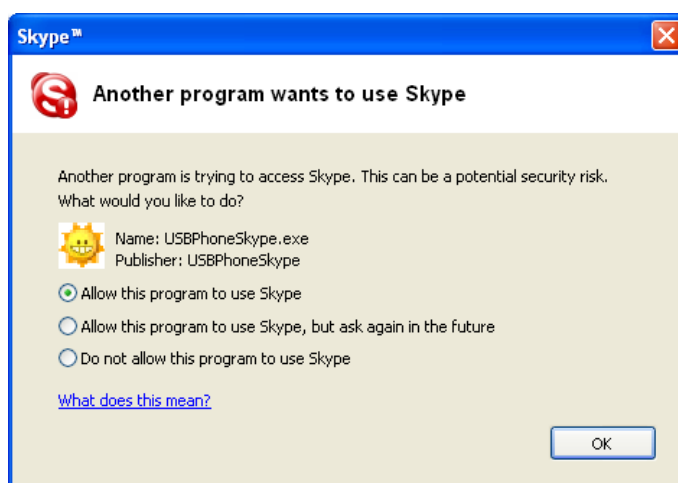 Skype™
Another program wants to use Skype
Another program is trying to access Skype. This can be a potential security risk.
What would you like to do?
Name: USBPhoneSkype.exe
Publisher: USBPhoneSkype
Allow this program to use Skype
Allow this program to use Skype, but ask again in the future
Do not allow this program to use Skype
What does this mean?
OK